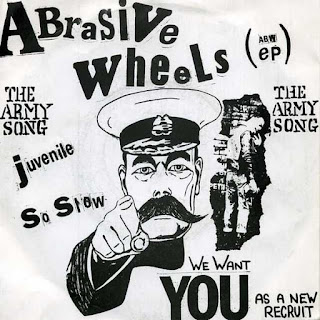 ABrasive
Wheels
(ABW
ep)
THE
ARMY
SONG
THE
ARMY
SONG
juvenile
So Slow
WE WANT
YOU AS A NEW
RECRUIT